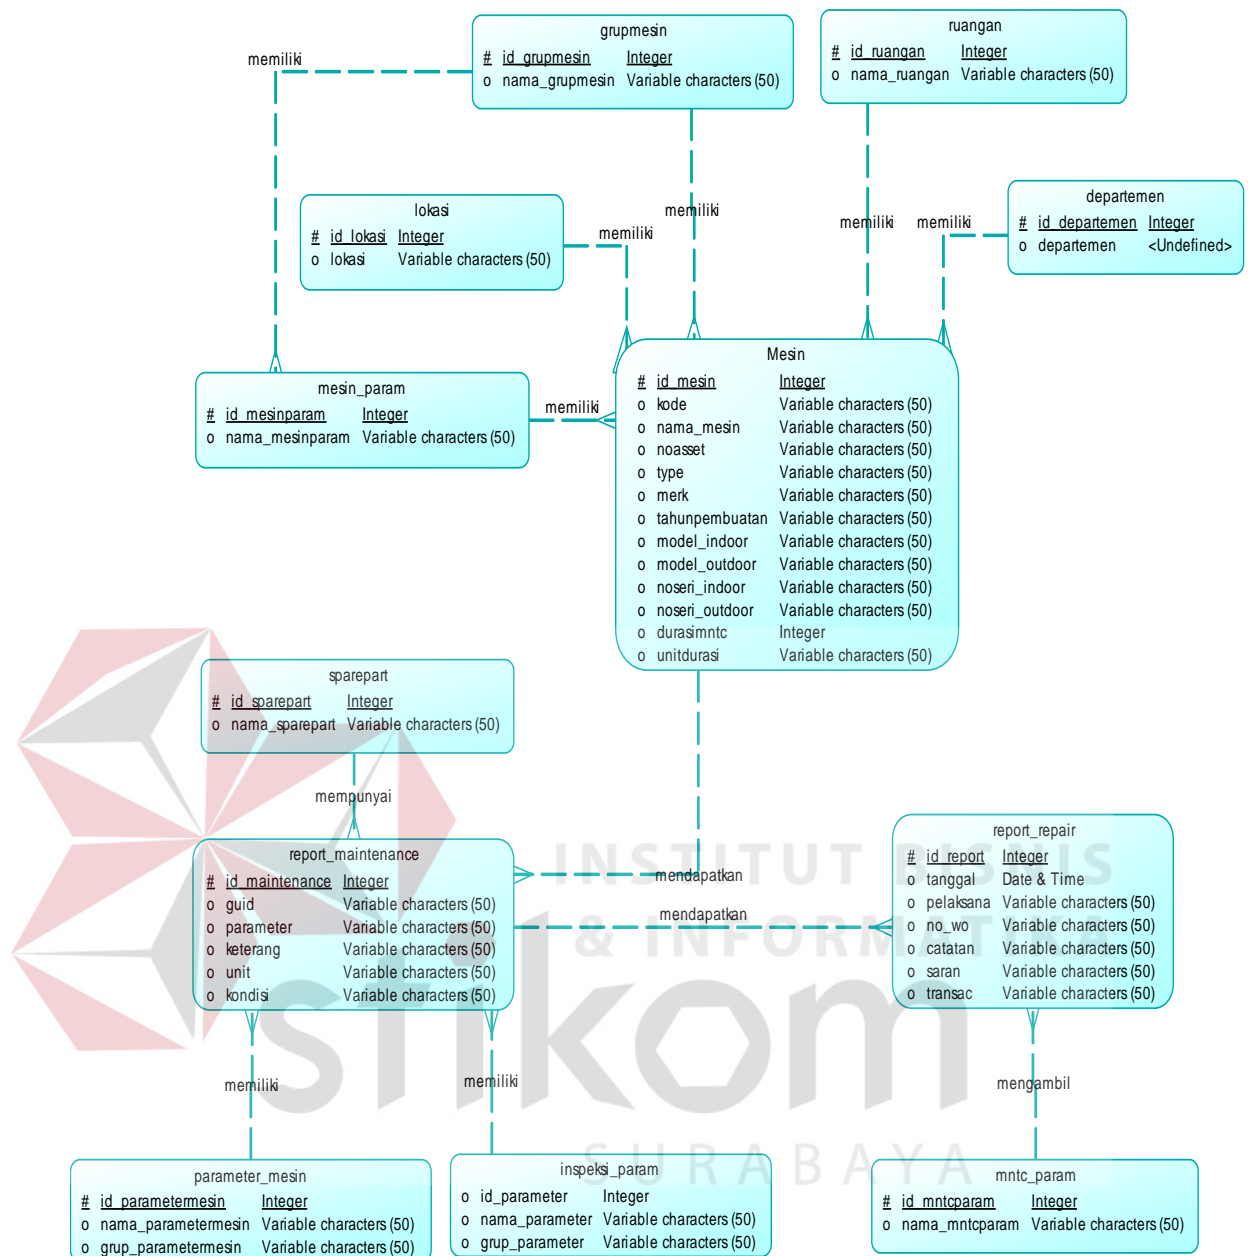 grupmesin
# id_grupmesin Integer
o nama_grupmesin Variable characters (50)
ruangan
# id_ruangan Integer
o nama_ruangan Variable characters (50)
memiliki
departemen
# id_departemen Integer
o departemen <Undefined>
lokasi
# id_lokasi Integer
o lokasi Variable characters (50)
memiliki
memiliki
memiliki
memiliki
mesin_param
# id_mesinparam Integer
o nama_mesinparam Variable characters (50)
memiliki
Mesin
# id_mesin Integer
o kode Variable characters (50)
o nama_mesin Variable characters (50)
o noasset Variable characters (50)
o type Variable characters (50)
o merk Variable characters (50)
o tahunpembuatan Variable characters (50)
o model_indoor Variable characters (50)
o model_outdoor Variable characters (50)
o noseri_indoor Variable characters (50)
o noseri_outdoor Variable characters (50)
o durasimntc Integer
o unitdurasi Variable characters (50)
sparepart
# id_sparepart Integer
o nama_sparepart Variable characters (50)
mempunyai
report_maintenance
# id_maintenance Integer
o guid Variable characters (50)
o parameter Variable characters (50)
o keterang Variable characters (50)
o unit Variable characters (50)
o kondisi Variable characters (50)
mendapatkan
mendapatkan
report_repair
# id_report Integer
o tanggal Date & Time
o pelaksana Variable characters (50)
o no_wo Variable characters (50)
o catatan Variable characters (50)
o saran Variable characters (50)
o transac Variable characters (50)
INSTITUT BISNIS
& INFORMATIKA
stikom
SURABAYA
memiliki
memiliki
mengambil
parameter_mesin
# id_parametermesin Integer
o nama_parametermesin Variable characters (50)
o grup_parametermesin Variable characters (50)
inspeksi_param
o id_parameter Integer
o nama_parameter Variable characters (50)
o grup_parameter Variable characters (50)
mntc_param
# id_mntcparam Integer
o nama_mntcparam Variable characters (50)